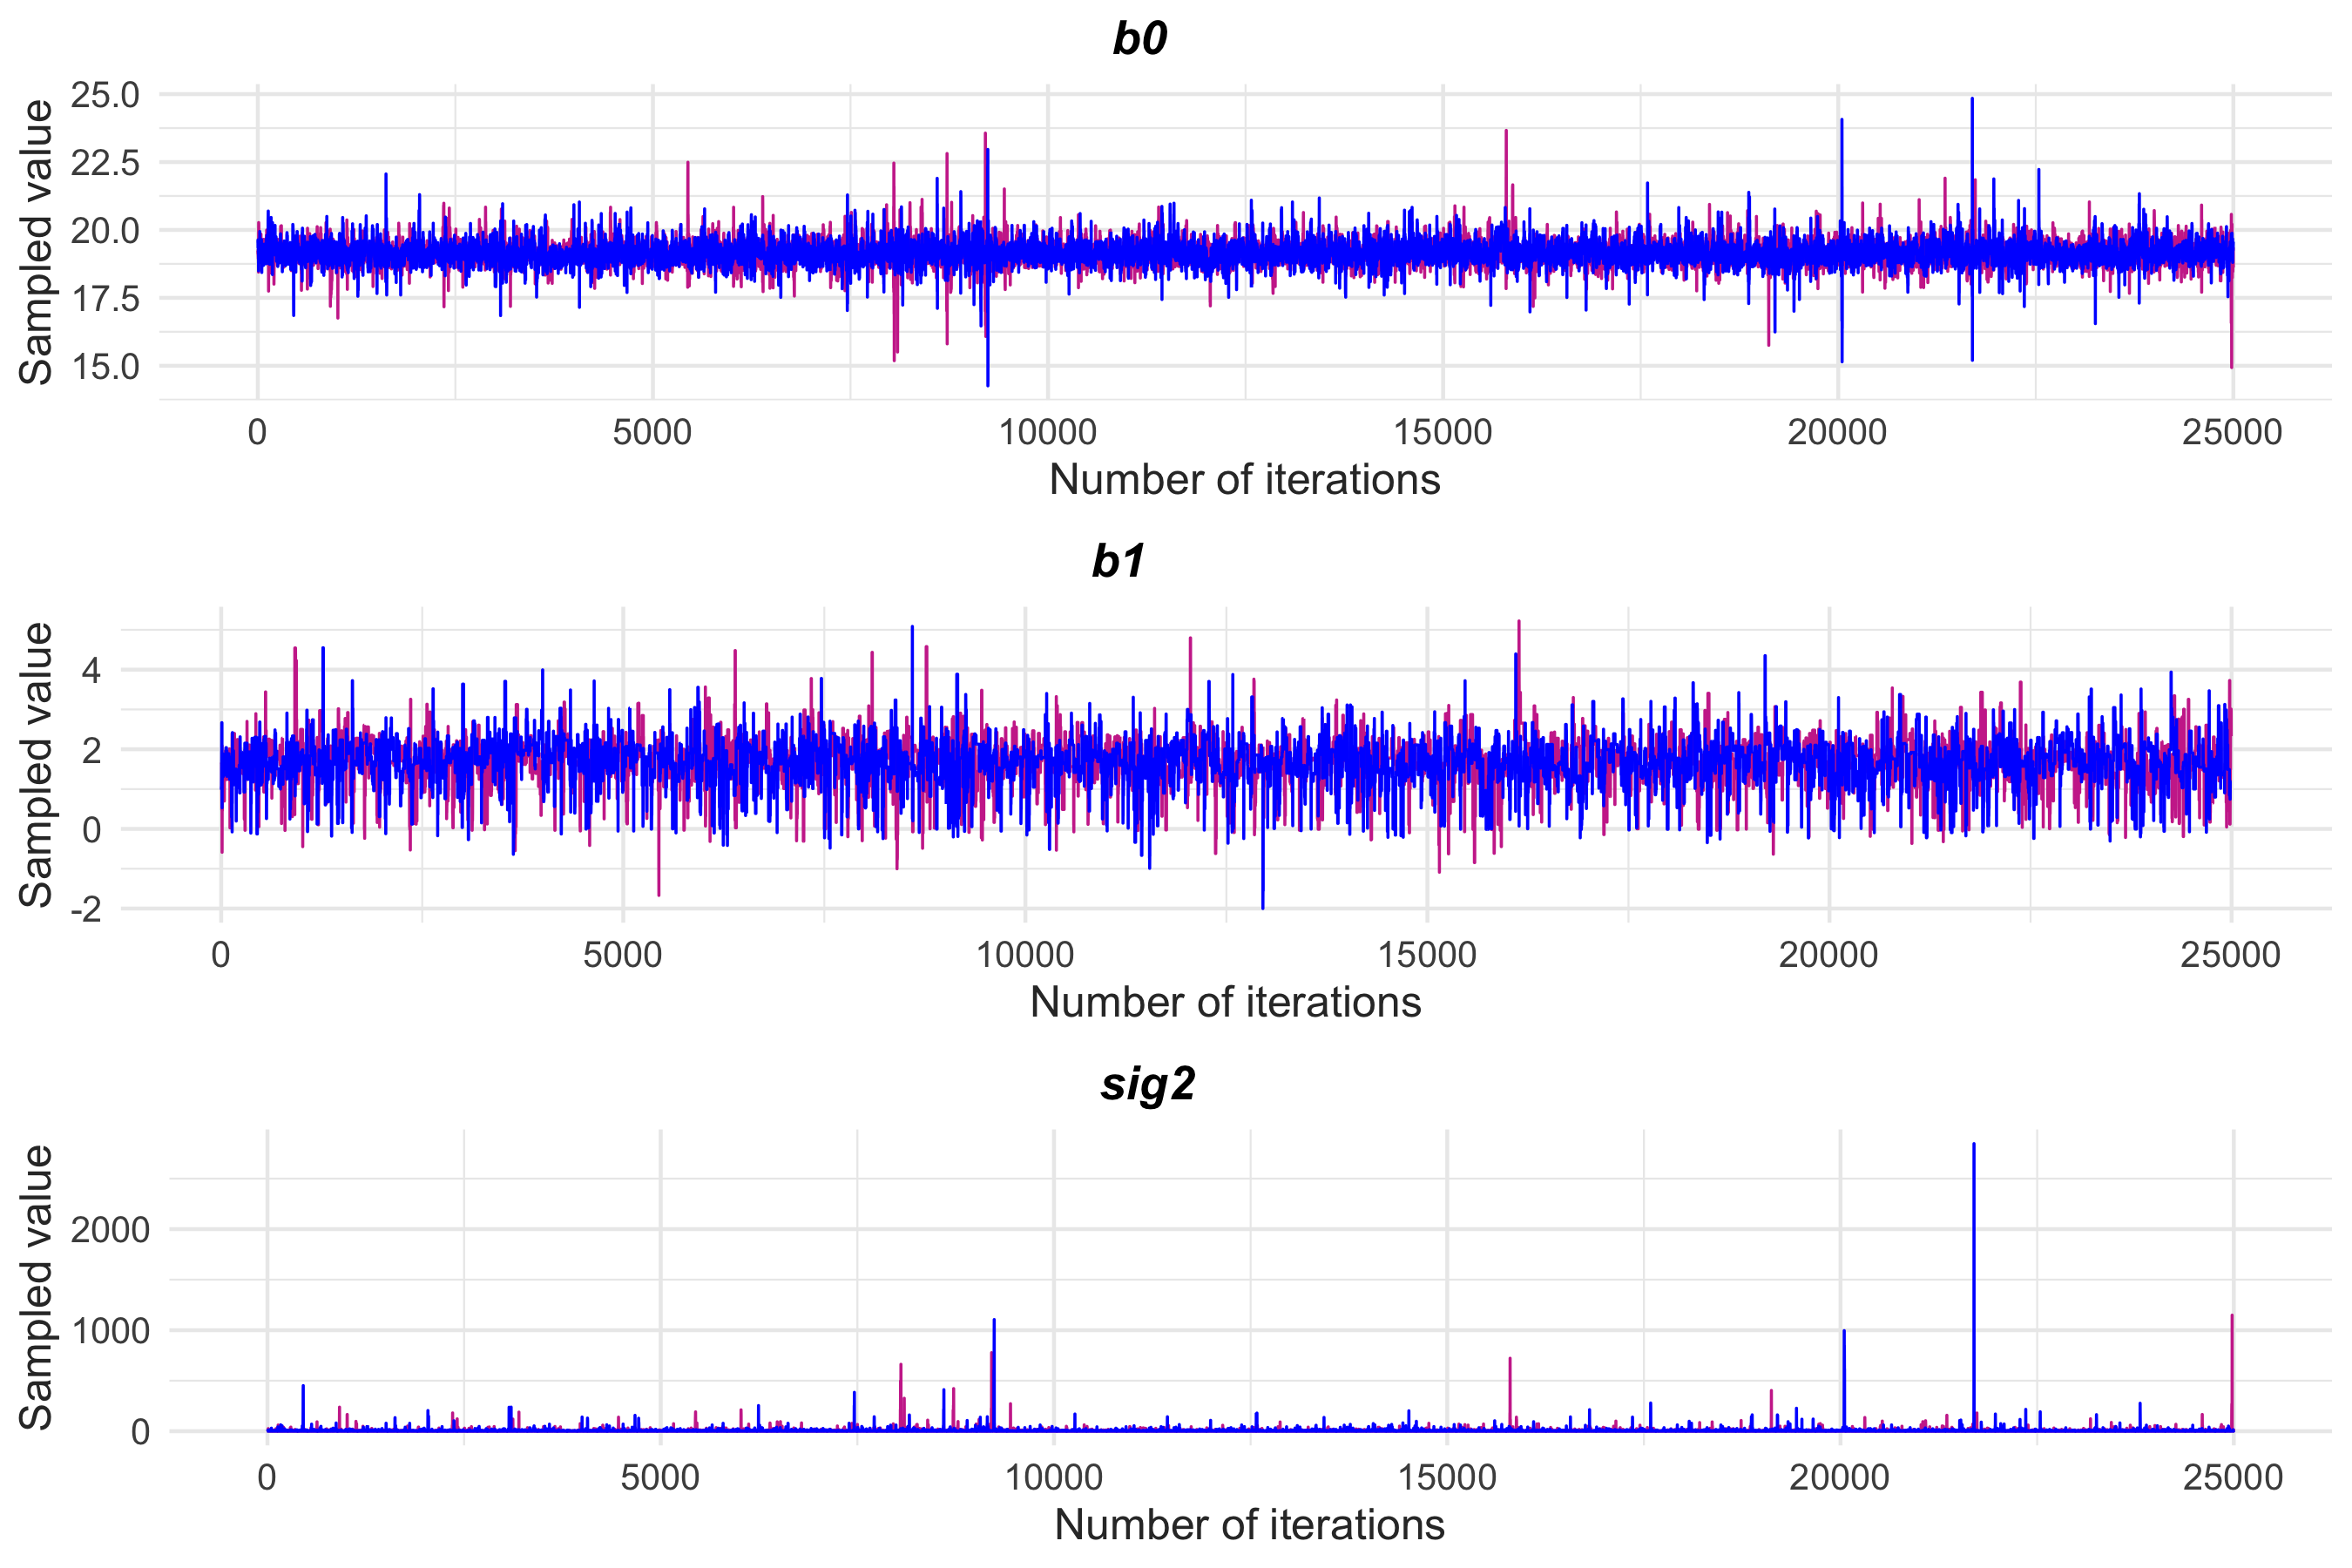 b0
Sampled value
25.0
22.5
20.0
17.5
15.0
0 5000 10000 15000 20000 25000
Number of iterations
b1
Sampled value
4
2
0
-2
0 5000 10000 15000 20000 25000
Number of iterations
sig2
Sampled value
2000
1000
0
0 5000 10000 15000 20000 25000
Number of iterations